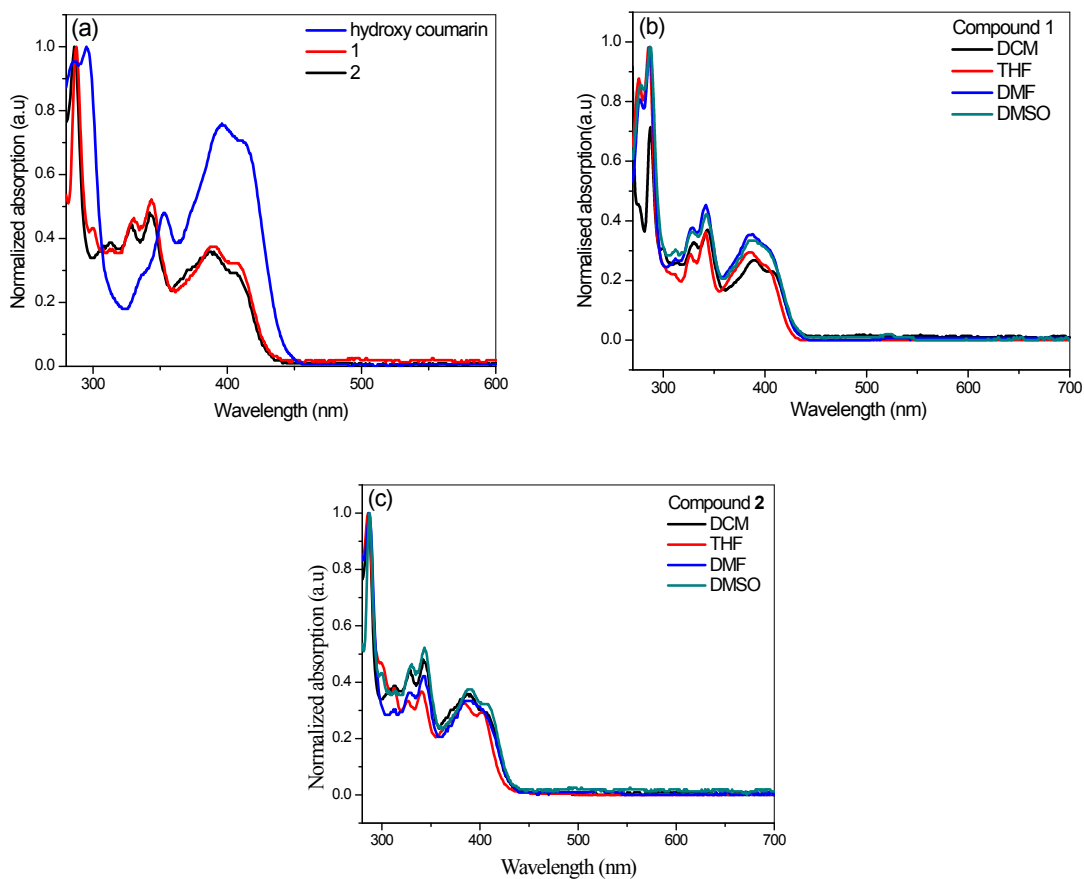 (a)
hydroxy coumarin
1
2
Normalized absorption (a.u)
1.0
0.8
0.6
0.4
0.2
0.0
300
400
500
600
Wavelength (nm)
(b)
Compound 1
DCM
THF
DMF
DMSO
Normalised absorption(a.u)
1.0
0.8
0.6
0.4
0.2
0.0
300
400
500
600
700
Wavelength (nm)
(c)
Compound 2
DCM
THF
DMF
DMSO
Normalized absorption (a.u)
1.0
0.8
0.6
0.4
0.2
0.0
300
400
500
600
700
Wavelength (nm)